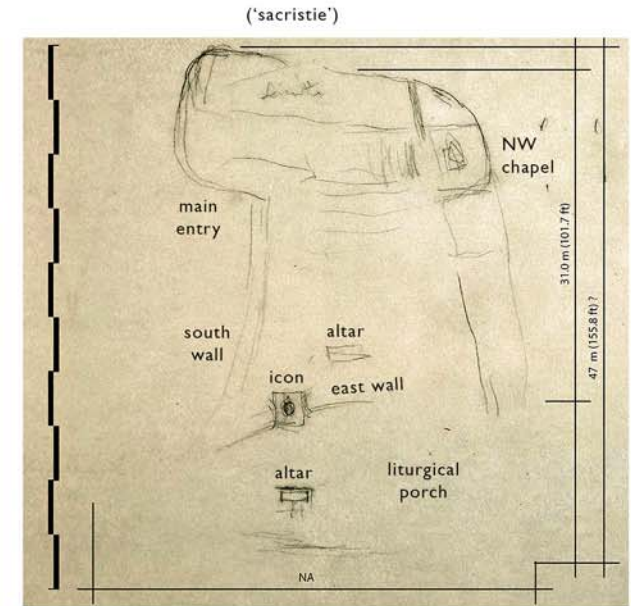 ('sacristie')
NW
chapel
main
entry
31.0 m (101.7 ft)
47 m (155.8 ft) ?
south
wall
altar
icon
east wall
altar
liturgical
porch
NA